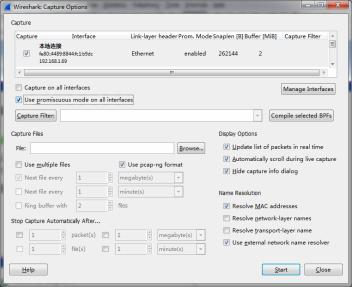 Wireshark: Capture Options
Capture
Capture Interface Link-layer header Prom. Mode Snaplen [B] Buffer [MiB] Capture Filter
本地连接
192.168.1.69
Ethernet enabled 262144 2
Capture on all interfaces
Use promiscuous mode on all interfaces
Manage Interfaces
Capture Filter:
Compile selected BPFs
Capture Files
File:
Browse...
Use multiple files
Use pcap-ng format
Next file every 1 megabyte(s)
Next file every 1 minute(s)
Ring buffer with 2 files
Stop Capture Automatically After...
1 packet(s) 1 megabyte(s)
1 file(s) 1 minute(s)
Display Options
Update list of packets in real time
Automatically scroll during live capture
Hide capture info dialog
Name Resolution
Resolve MAC addresses
Resolve network-layer names
Resolve transport-layer name
Use external network name resolver
Help
Start
Close